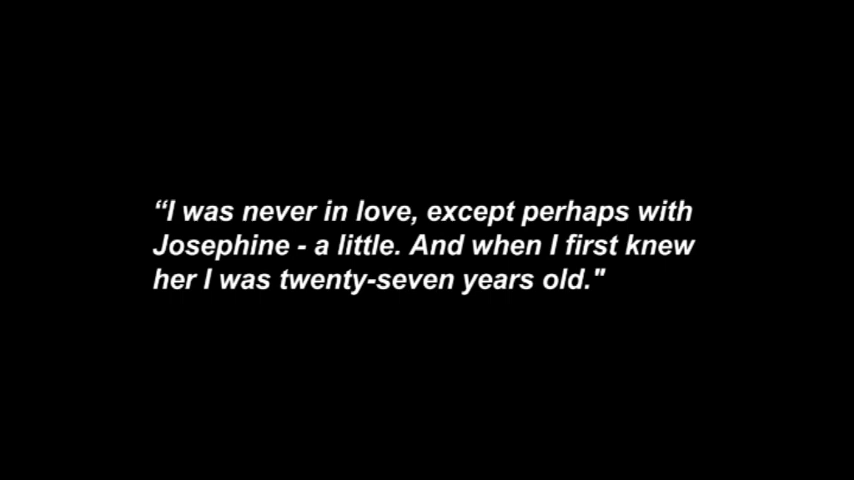 “I was never in love, except perhaps with
Josephine - a little. And when I first knew
her I was twenty-seven years old."